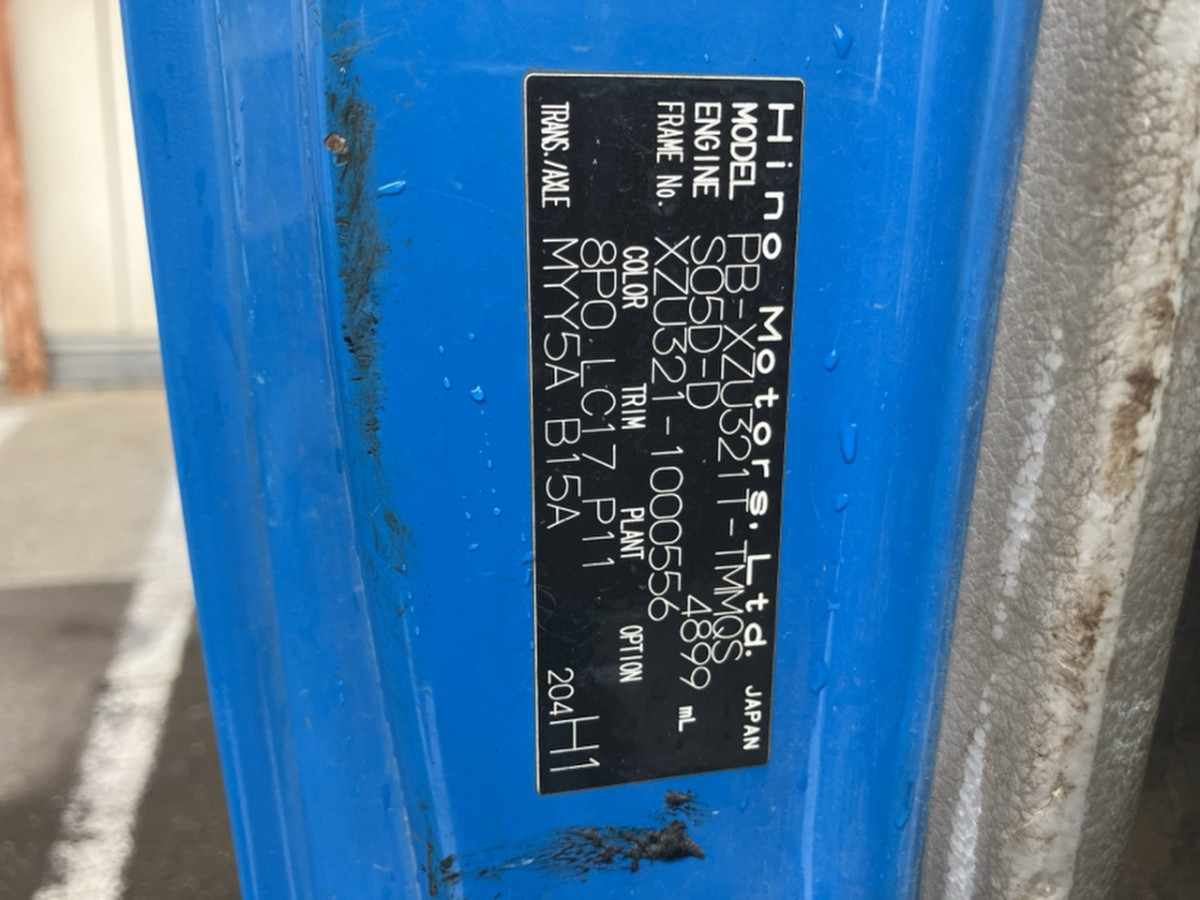 Hino Motors, Ltd. JAPAN
MODEL PB-XZU321T-TMMQS
ENGINE SO5D-D 4899 mL
FRAME No. XZU321-1000556
COLOR TRIM PLANT OPTION
8P0 LC17 P11
TRANS./AXLE MYY5A B15A 204H1